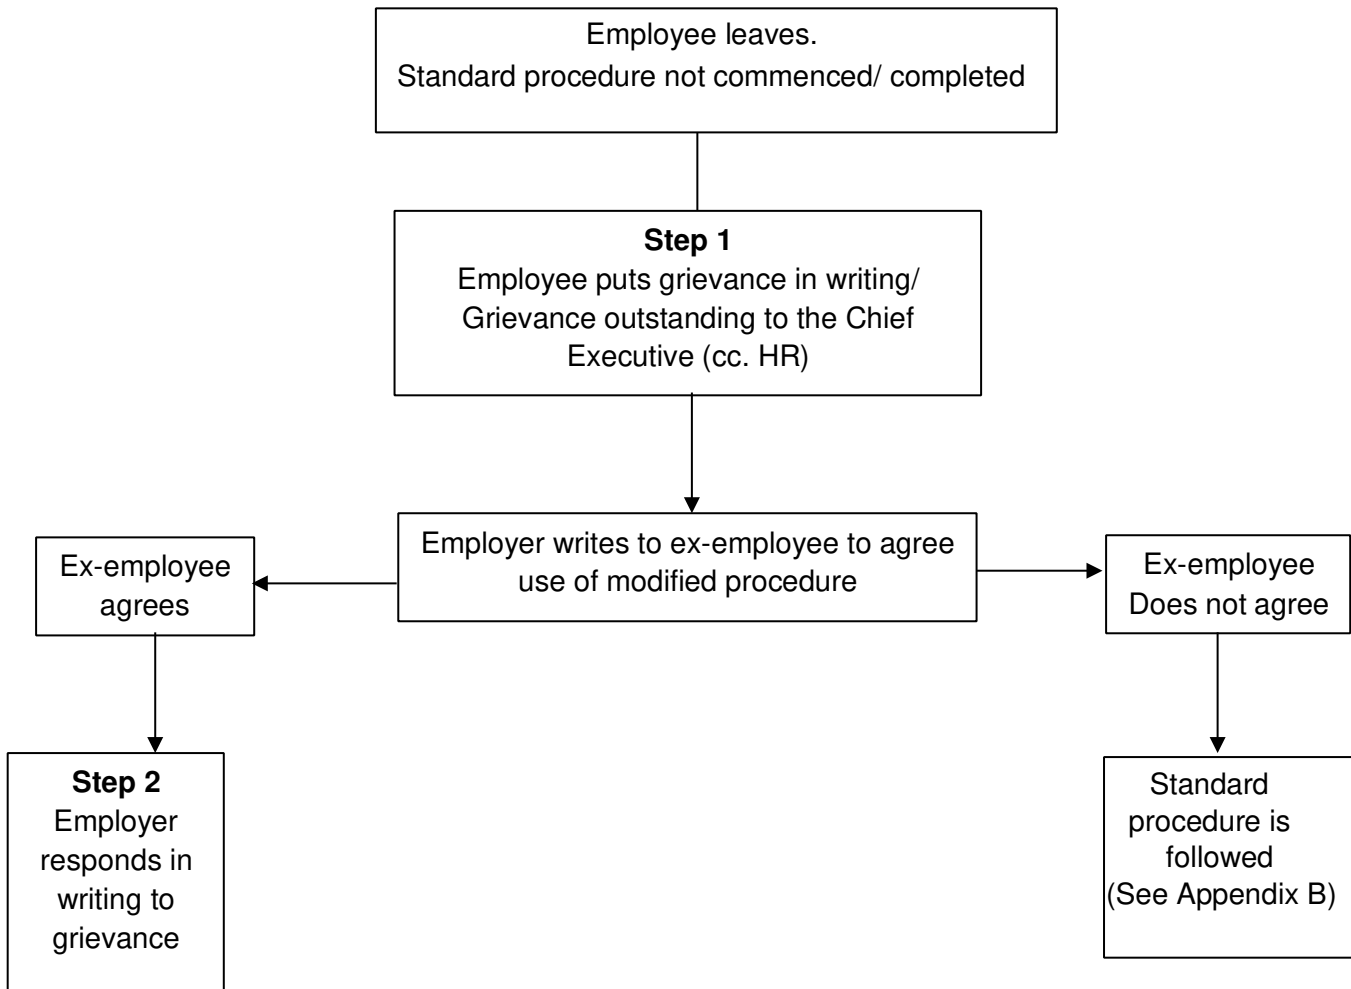 Employee leaves.
Standard procedure not commenced/ completed
Step 1
Employee puts grievance in writing/
Grievance outstanding to the Chief
Executive (cc. HR)
Employer writes to ex-employee to agree
use of modified procedure
Ex-employee
agrees
Ex-employee
Does not agree
Step 2
Employer
responds in
writing to
grievance
Standard
procedure is
followed
(See Appendix B)